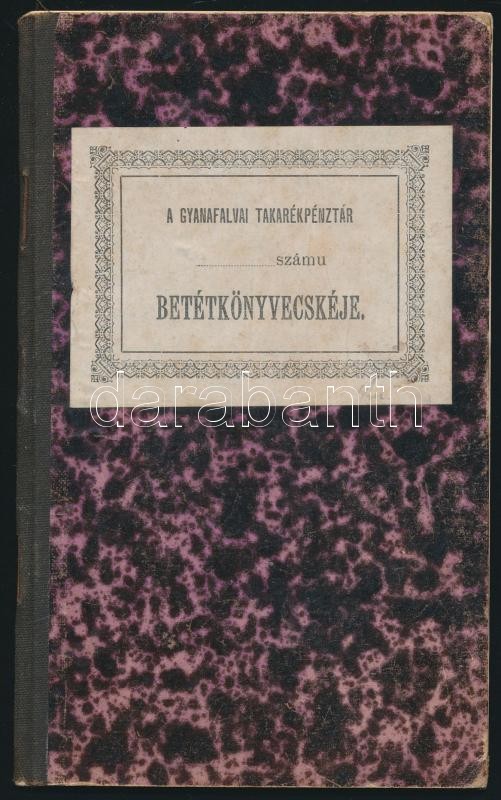 A GYANAFALVAI TAKARÉKPÉNZTÁR
számu
BETÉTKÖNYVECSKÉJE.
darabanth